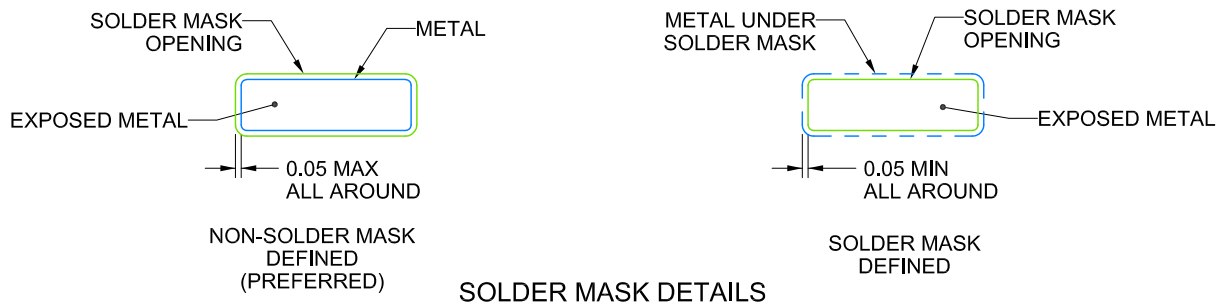 SOLDER MASK
OPENING
METAL
EXPOSED METAL
0.05 MAX
ALL AROUND
NON-SOLDER MASK
DEFINED
(PREFERRED)
METAL UNDER
SOLDER MASK
SOLDER MASK
OPENING
EXPOSED METAL
0.05 MIN
ALL AROUND
SOLDER MASK
DEFINED
SOLDER MASK DETAILS